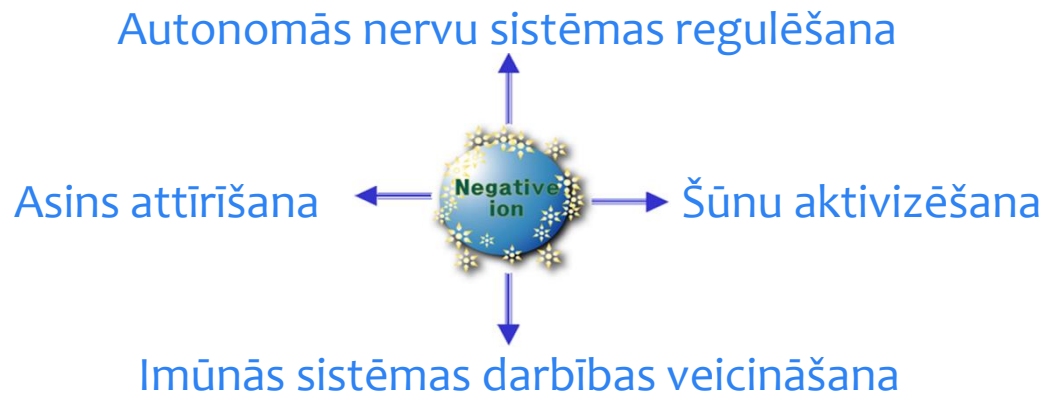 Autonomās nervu sistēmas regulēšana
Asins attīrīšana
Negative
ion
Šūnu aktivizēšana
Imūnās sistēmas darbības veicināšana